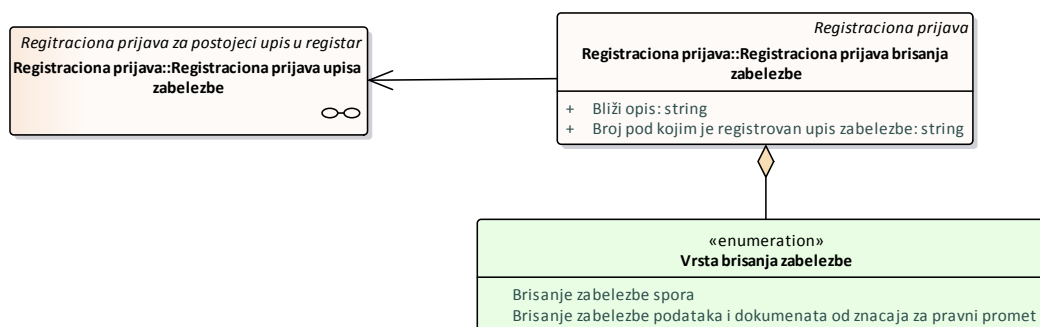 Regitraciona prijava za postojeci upis u registar
Registraciona prijava::Registraciona prijava upisa
zabelezbe
Registraciona prijava
Registraciona prijava::Registraciona prijava brisanja
zabelezbe
+ Bliži opis: string
+ Broj pod kojim je registrovan upis zabelezbe: string
«enumeration»
Vrsta brisanja zabelezbe
Brisanje zabelezbe spora
Brisanje zabelezbe podataka i dokumenata od znacaja za pravni promet